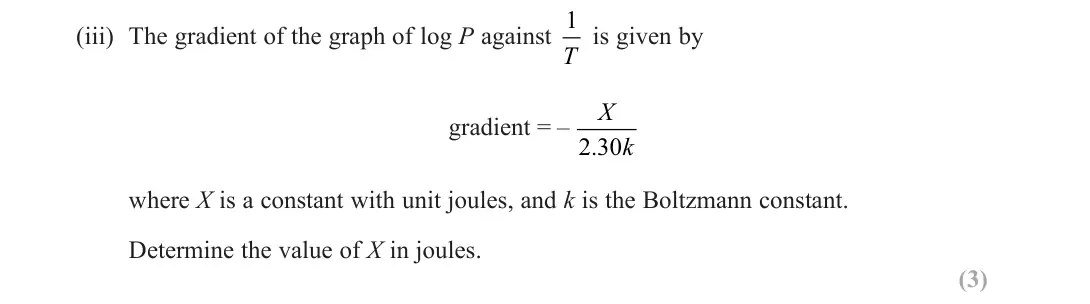 (iii) The gradient of the graph of log P against 1/T is given by
gradient = – X/2.30k
where X is a constant with unit joules, and k is the Boltzmann constant.
Determine the value of X in joules.
(3)